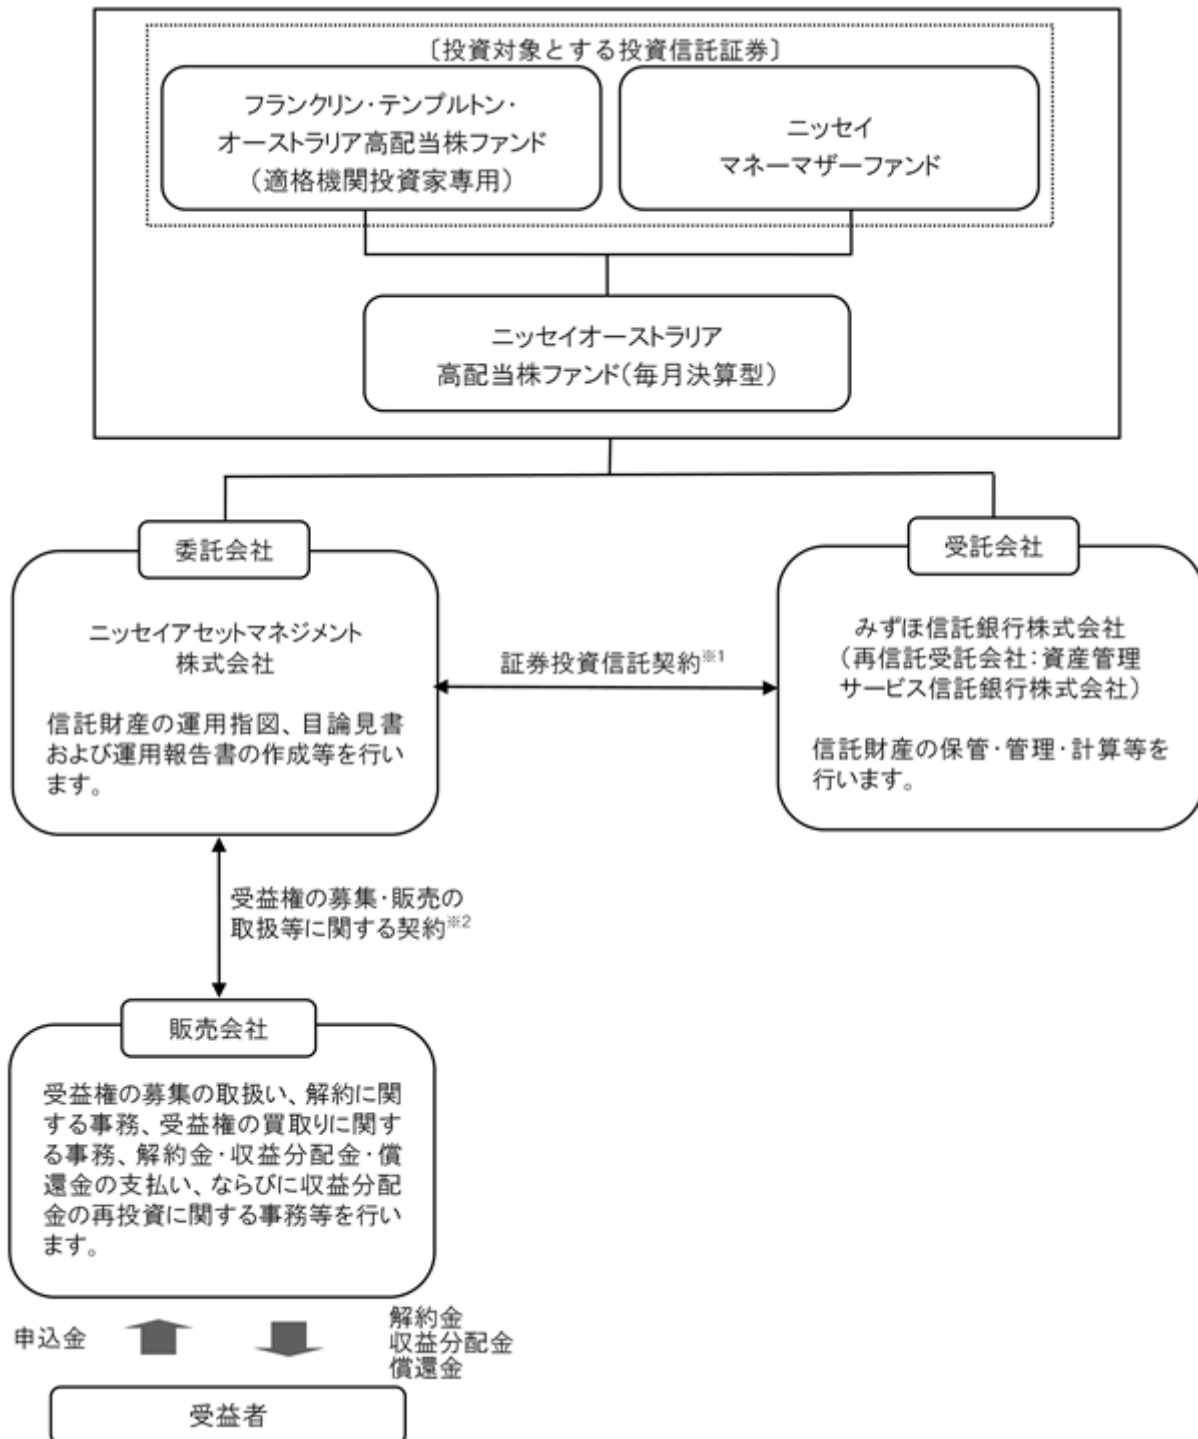 〔投資対象とする投資信託証券〕
フランクリン・テンプルトン・
オーストラリア高配当株ファンド
（適格機関投資家専用）
ニッセイ
マネーマザーファンド
ニッセイオーストラリア
高配当株ファンド（毎月決算型）
委託会社
ニッセイアセットマネジメント
株式会社
信託財産の運用指図、目論見書
および運用報告書の作成等を行い
ます。
証券投資信託契約※1
受託会社
みずほ信託銀行株式会社
（再信託受託会社：資産管理
サービス信託銀行株式会社）
信託財産の保管・管理・計算等を
行います。
受益権の募集・販売の
取扱等に関する契約※2
販売会社
受益権の募集の取扱い、解約に関
する事務、受益権の買取りに関す
る事務、解約金・収益分配金・償
還金の支払い、ならびに収益分配
金の再投資に関する事務等を行い
ます。
申込金
解約金
収益分配金
償還金
受益者